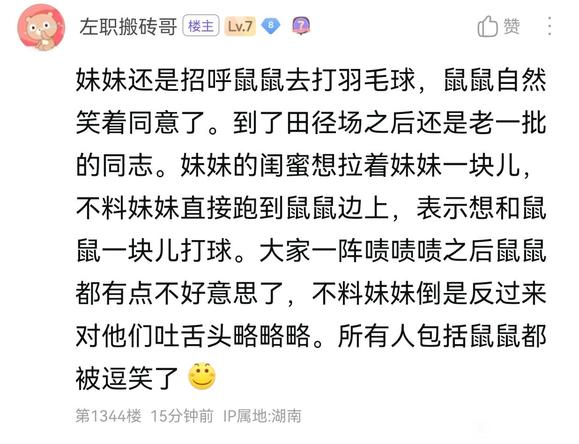 左职搬砖哥 楼主 Lv.7 8 ? 赞
妹妹还是招呼鼠鼠去打羽毛球，鼠鼠自然
笑着同意了。到了田径场之后还是老一批
的同志。妹妹的闺蜜想拉着妹妹一块儿，
不料妹妹直接跑到鼠鼠边上，表示想和鼠
鼠一块儿打球。大家一阵啧啧啧之后鼠鼠
都有点不好意思了，不料妹妹倒是反过来
对他们吐舌头略略略。所有人包括鼠鼠都
被逗笑了
第1344楼 15分钟前 IP属地:湖南